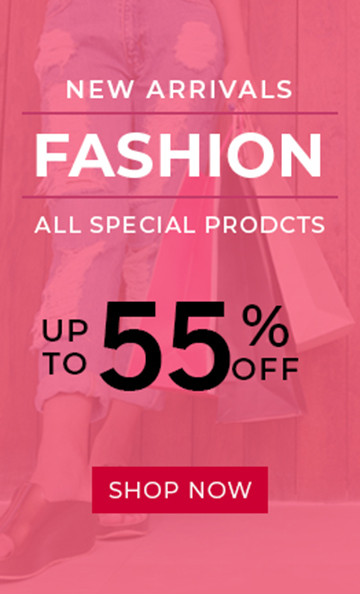 NEW ARRIVALS
FASHION
ALL SPECIAL PRODCTS
UP TO 55% OFF
SHOP NOW